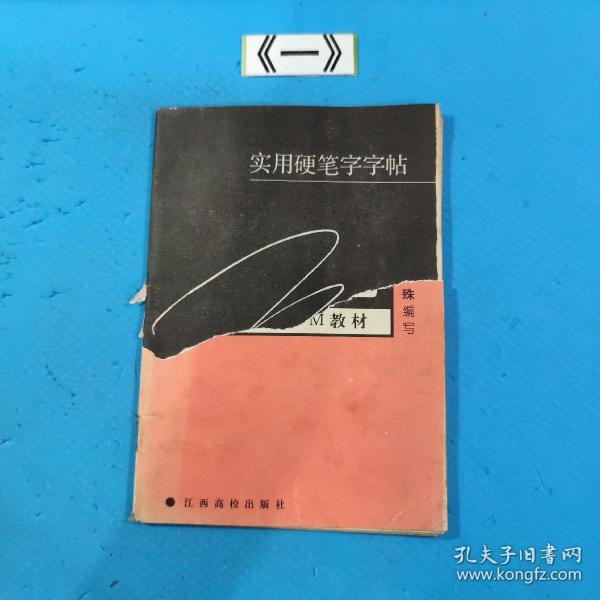 《一》
实用硬笔字字帖
M教材
殊编写
江西高校出版社
孔夫子旧书网
www.kongfz.com